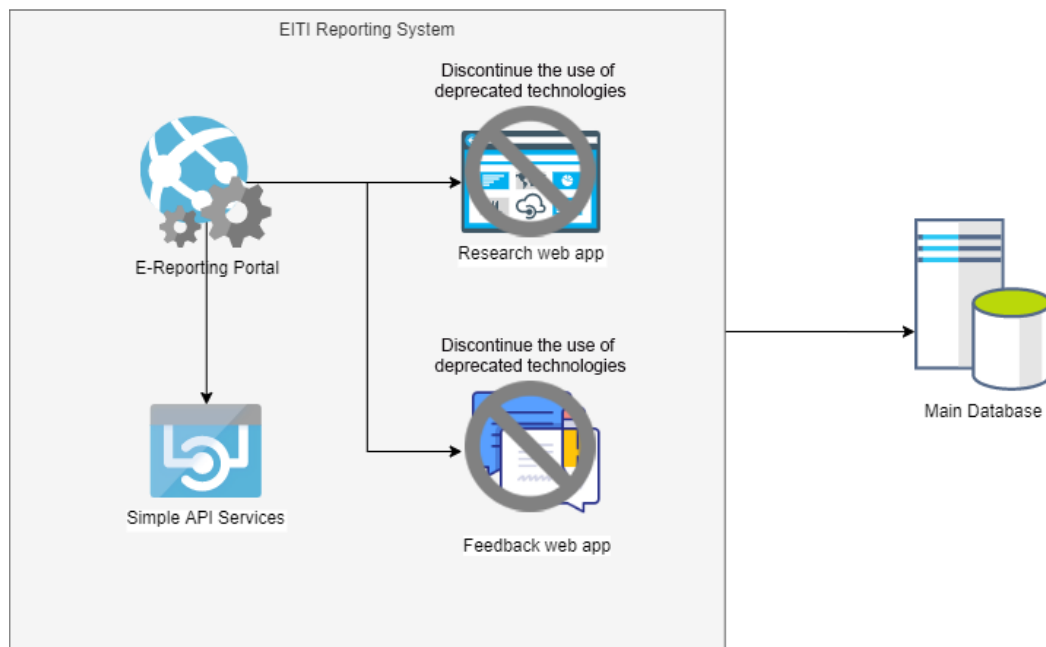 EITI Reporting System
Discontinue the use of
deprecated technologies
Research web app
E-Reporting Portal
Discontinue the use of
deprecated technologies
Main Database
Simple API Services
Feedback web app